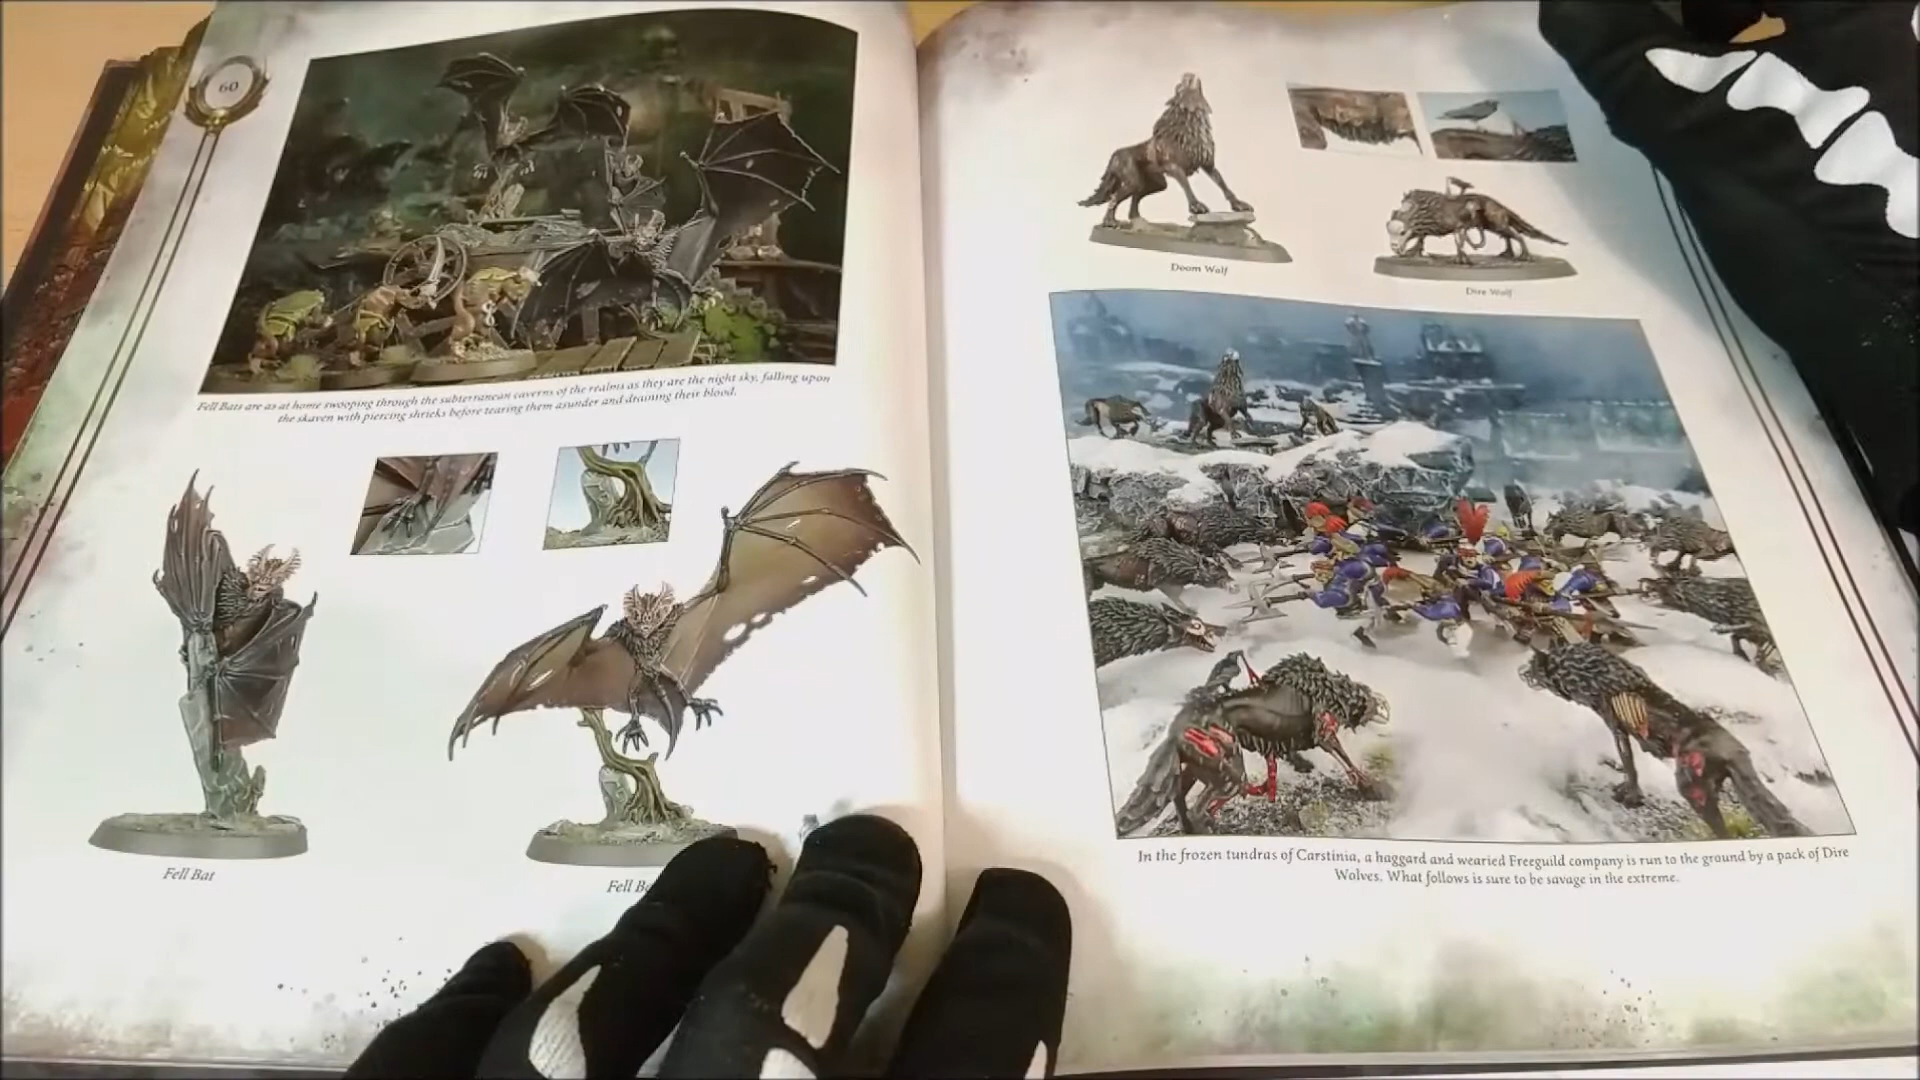 60
Fell Bats are as at home swooping through the subterranean caverns of the realms as they are the night sky, falling upon
the skaven with piercing shrieks before tearing them asunder and draining their blood.
Fell Bat
Fell
Doom Wolf
Dire Wolf
In the frozen tundras of Carstinia, a haggard and wearied Freeguild company is run to the ground by a pack of Dire
Wolves. What follows is sure to be savage in the extreme.